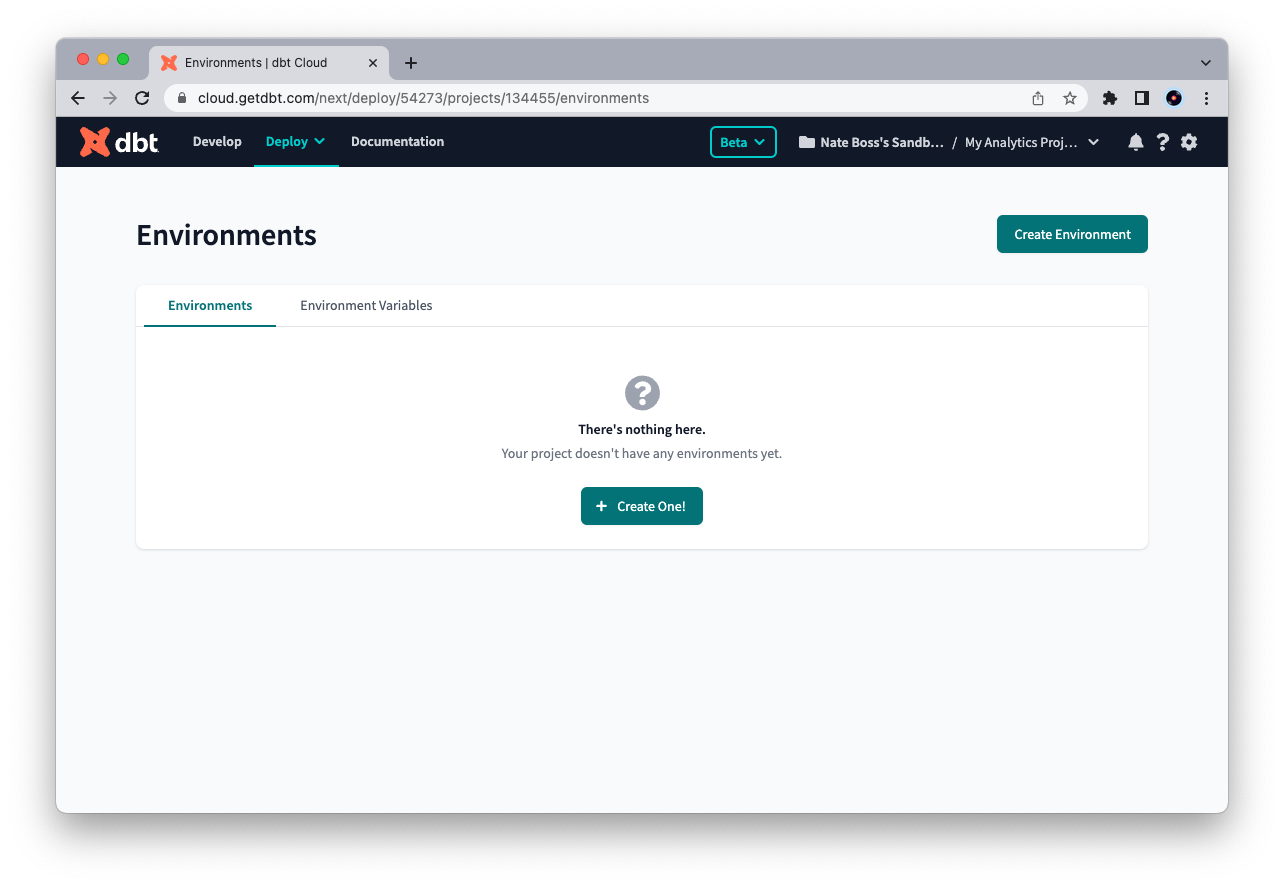 Environments | dbt Cloud
cloud.getdbt.com/next/deploy/54273/projects/134455/environments
dbt Develop Deploy Documentation Beta Nate Boss's Sandb... / My Analytics Proj...
Environments Create Environment
Environments Environment Variables
There's nothing here.
Your project doesn't have any environments yet.
+ Create One!